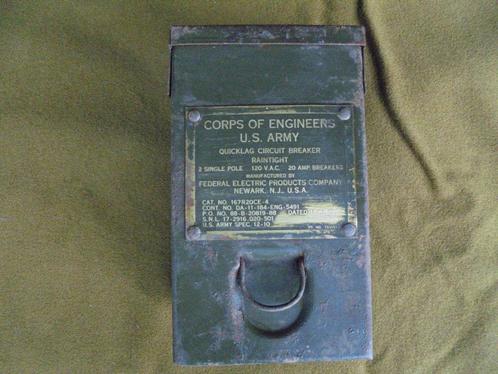 CORPS OF ENGINEERS
U.S. ARMY
QUICKLAG CIRCUIT BREAKER
RAINTIGHT
2 SINGLE POLE 120 V.A.C. 20 AMP. BREAKERS
MANUFACTURED BY
FEDERAL ELECTRIC PRODUCTS COMPANY
NEWARK, N.J., U.S.A.
CAT. NO. 167R20CE-4
CONT. NO. DA-11-184-ENG-5491
P.O. NO. 88-B-20819-88 DATED
S.N.L. 17-2916.020-501
U.S. ARMY SPEC. 12-10